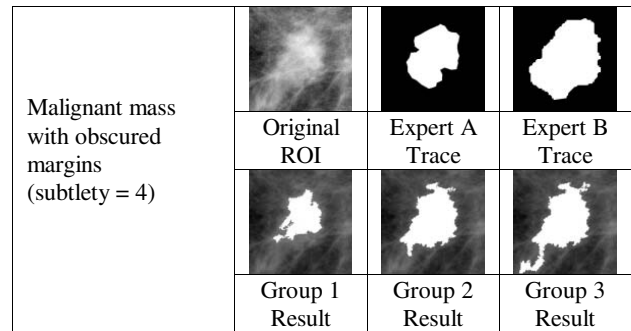 Malignant mass
with obscured
margins
(subtlety = 4)
Original
ROI
Expert A
Trace
Expert B
Trace
Group 1
Result
Group 2
Result
Group 3
Result